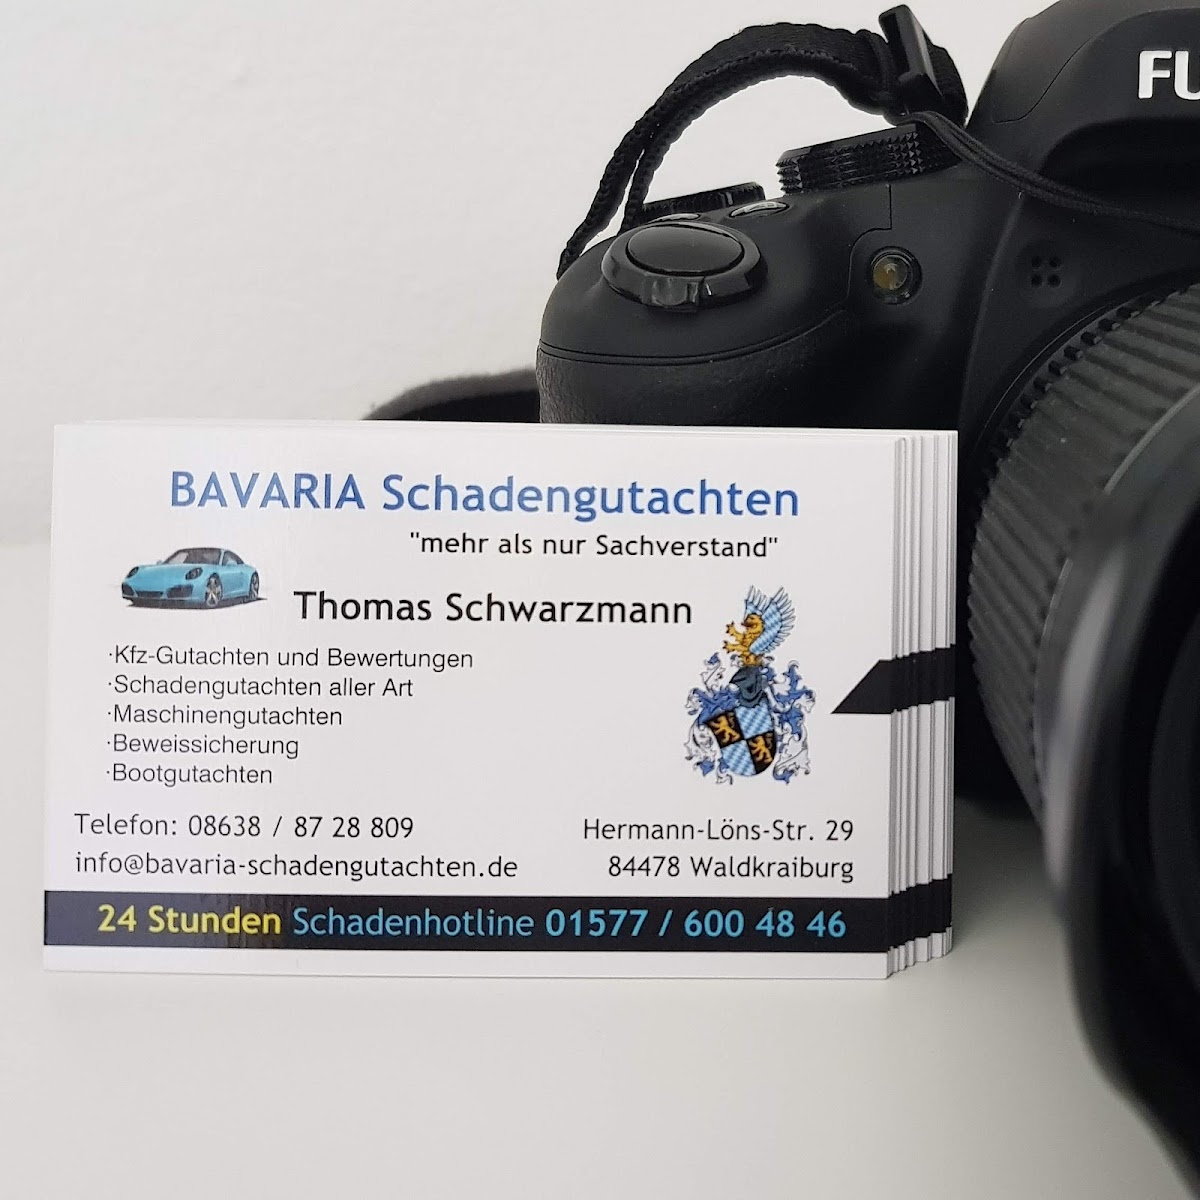 FU
BAVARIA Schadengutachten
"mehr als nur Sachverstand"
Thomas Schwarzmann
·Kfz-Gutachten und Bewertungen
·Schadengutachten aller Art
·Maschinengutachten
·Beweissicherung
·Bootgutachten
Telefon: 08638 / 87 28 809
info@bavaria-schadengutachten.de
Hermann-Löns-Str. 29
84478 Waldkraiburg
24 Stunden Schadenhotline 01577 / 600 48 46